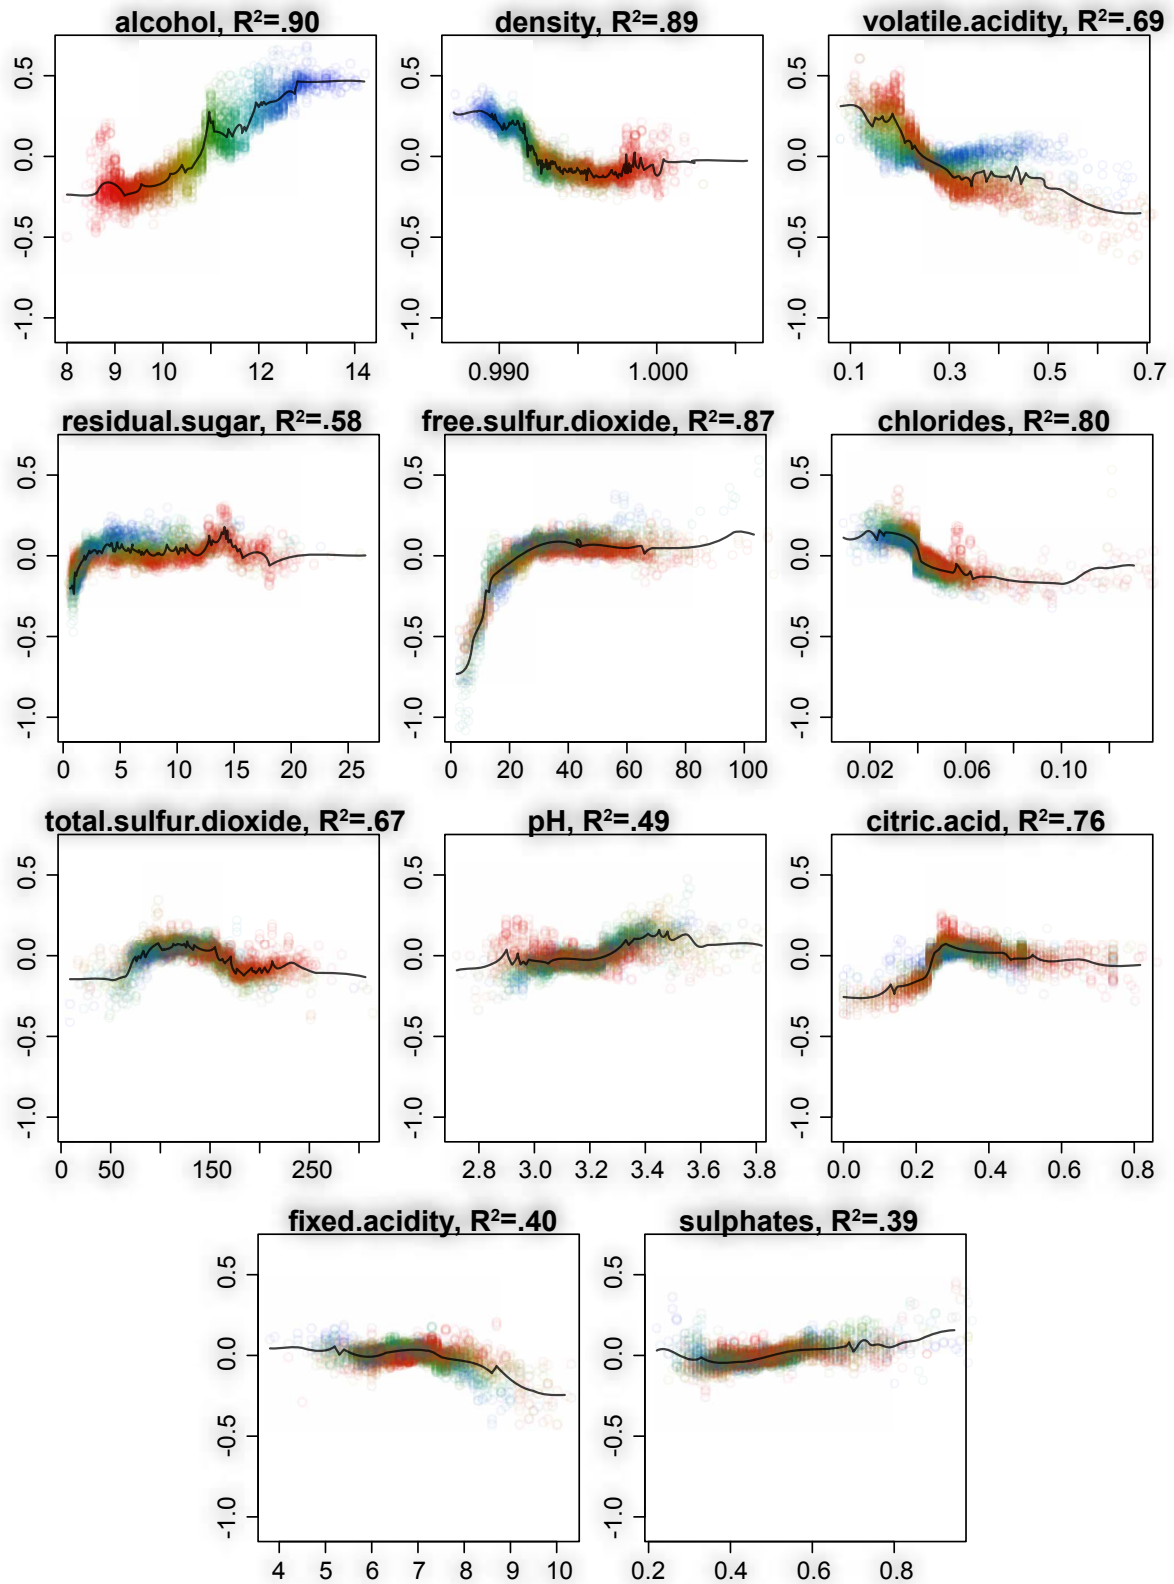 alcohol, R²=.90 density, R²=.89 volatile.acidity, R²=.69
0.5 0.5 0.5
0.0 0.0 0.0
-0.5 -0.5 -0.5
-1.0 -1.0 -1.0
8 9 10 12 14 0.990 1.000 0.1 0.3 0.5 0.7
residual.sugar, R²=.58 free.sulfur.dioxide, R²=.87 chlorides, R²=.80
0.5 0.5 0.5
0.0 0.0 0.0
-0.5 -0.5 -0.5
-1.0 -1.0 -1.0
0 5 10 15 20 25 0 20 40 60 80 100 0.02 0.06 0.10
total.sulfur.dioxide, R²=.67 pH, R²=.49 citric.acid, R²=.76
0.5 0.5 0.5
0.0 0.0 0.0
-0.5 -0.5 -0.5
-1.0 -1.0 -1.0
0 50 150 250 2.8 3.0 3.2 3.4 3.6 3.8 0.0 0.2 0.4 0.6 0.8
fixed.acidity, R²=.40 sulphates, R²=.39
0.5 0.5
0.0 0.0
-0.5 -0.5
-1.0 -1.0
4 5 6 7 8 9 10 0.2 0.4 0.6 0.8